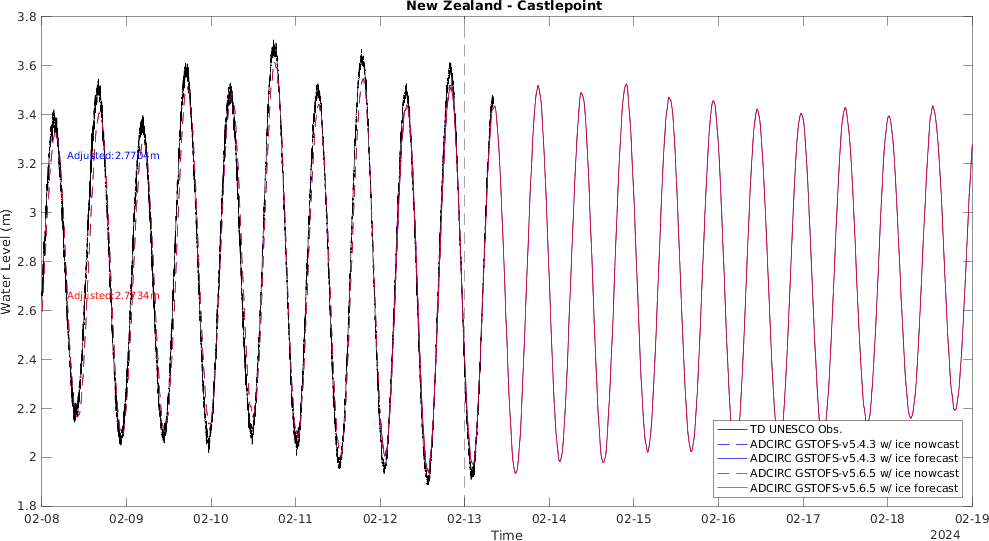 New Zealand - Castlepoint
3.8
3.6
3.4
3.2
3
2.8
2.6
2.4
2.2
2
1.8
Water Level (m)
Adjusted:2.7704m
Adjusted:2.7734m
TD UNESCO Obs.
ADCIRC GSTOFS-v5.4.3 w/ ice nowcast
ADCIRC GSTOFS-v5.4.3 w/ ice forecast
ADCIRC GSTOFS-v5.6.5 w/ ice nowcast
ADCIRC GSTOFS-v5.6.5 w/ ice forecast
02-08 02-09 02-10 02-11 02-12 02-13 02-14 02-15 02-16 02-17 02-18 02-19
Time
2024